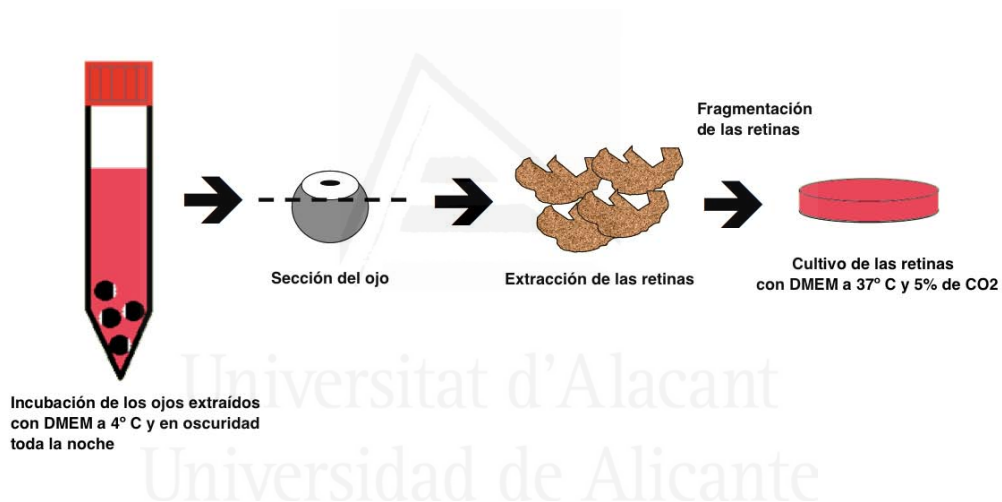 Fragmentación
de las retinas
Sección del ojo
Extracción de las retinas
Cultivo de las retinas
con DMEM a 37º C y 5% de CO2
Incubación de los ojos extraídos
con DMEM a 4º C y en oscuridad
toda la noche
Universitat d'Alacant
Universidad de Alicante